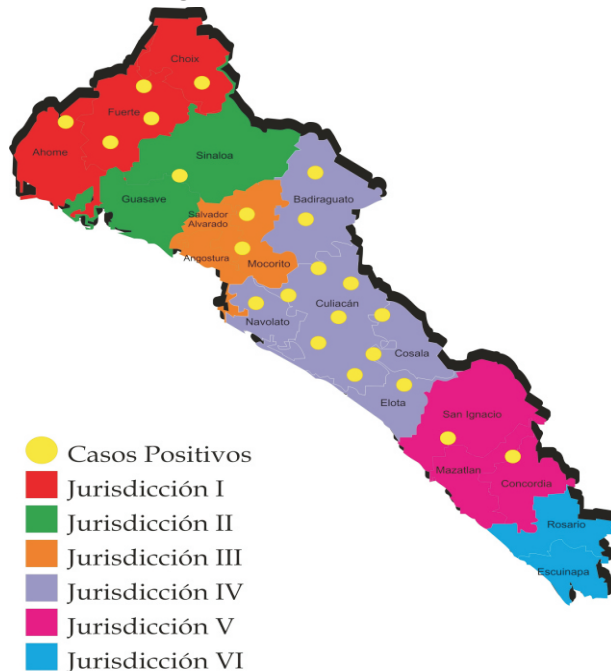 Choix
Fuerte
Ahome
Sinaloa
Guasave
Badiraguato
Salvador
Alvarado
Angostura
Mocorito
Culiacán
Navolato
Cosala
Elota
San Ignacio
Mazatlan
Concordia
Rosario
Escuinapa
Casos Positivos
Jurisdicción I
Jurisdicción II
Jurisdicción III
Jurisdicción IV
Jurisdicción V
Jurisdicción VI